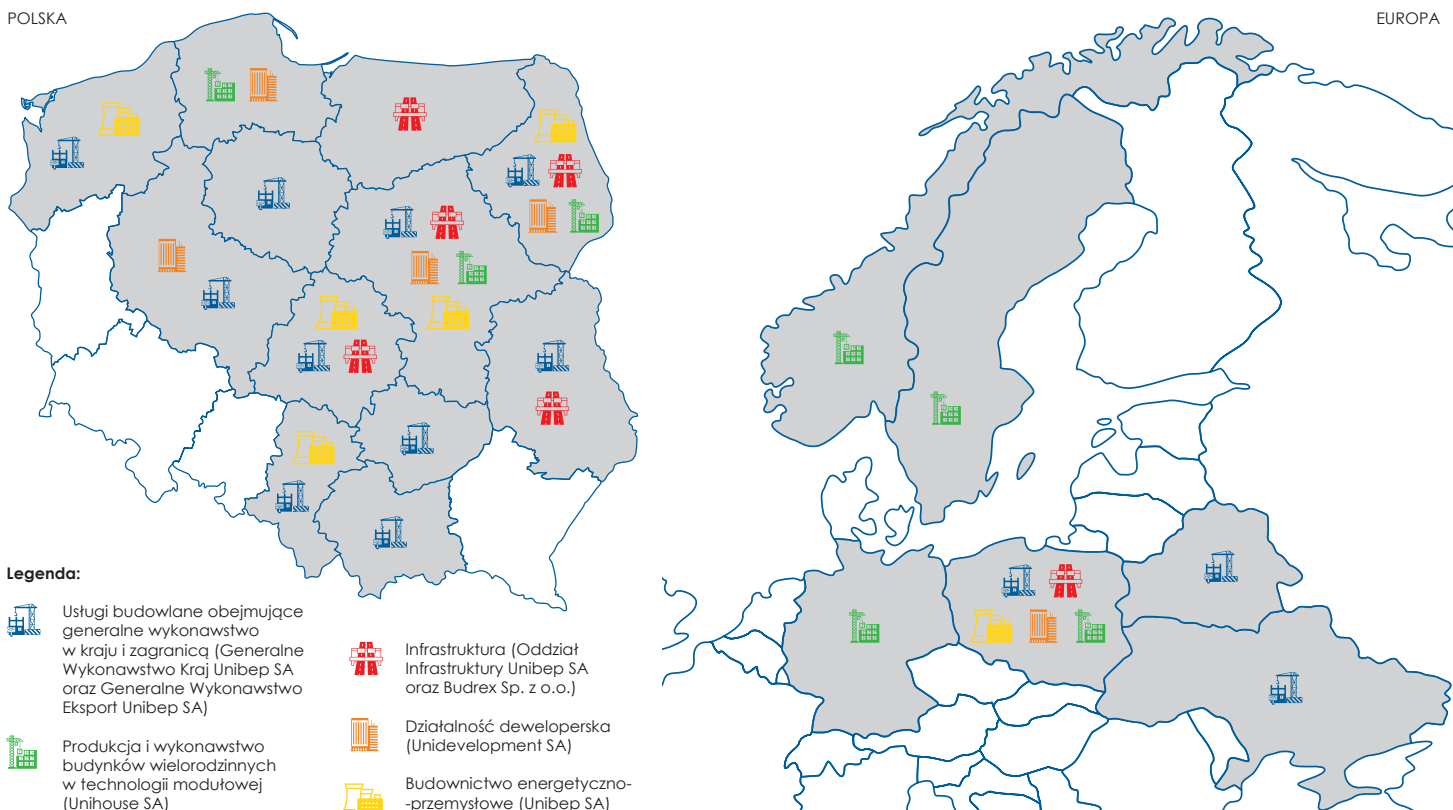 POLSKA
EUROPA
Legenda:
Usługi budowlane obejmujące
generalne wykonawstwo
w kraju i zagranicą (Generalne
Wykonawstwo Kraj Unibep SA
oraz Generalne Wykonawstwo
Eksport Unibep SA)
Produkcja i wykonawstwo
budynków wielorodzinnych
w technologii modułowej
(Unihouse SA)
Infrastruktura (Oddział
Infrastruktury Unibep SA
oraz Budrex Sp. z o.o.)
Działalność deweloperska
(Unidevelopment SA)
Budownictwo energetyczno-
-przemysłowe (Unibep SA)